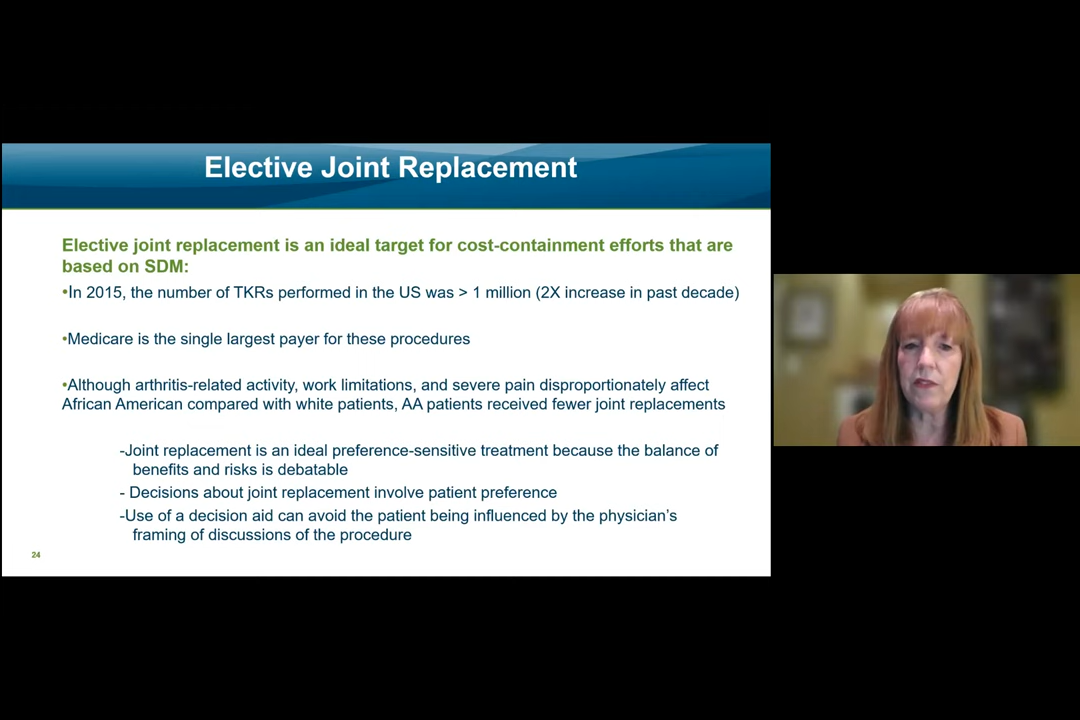 Elective Joint Replacement
Elective joint replacement is an ideal target for cost-containment efforts that are
based on SDM:
•In 2015, the number of TKRs performed in the US was > 1 million (2X increase in past decade)
•Medicare is the single largest payer for these procedures
•Although arthritis-related activity, work limitations, and severe pain disproportionately affect
African American compared with white patients, AA patients received fewer joint replacements
-Joint replacement is an ideal preference-sensitive treatment because the balance of
benefits and risks is debatable
- Decisions about joint replacement involve patient preference
-Use of a decision aid can avoid the patient being influenced by the physician’s
framing of discussions of the procedure
24